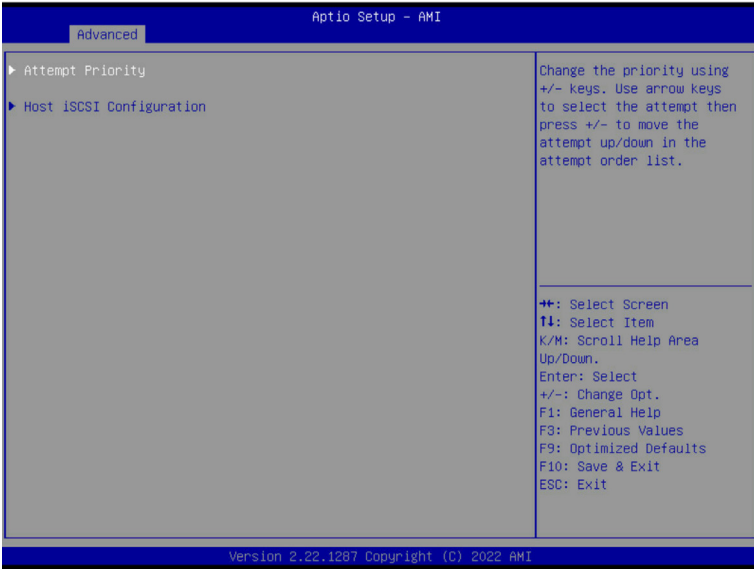 Aptio Setup – AMI
Advanced
▶ Attempt Priority
▶ Host iSCSI Configuration
Change the priority using
+/– keys. Use arrow keys
to select the attempt then
press +/– to move the
attempt up/down in the
attempt order list.
→←: Select Screen
↑↓: Select Item
K/M: Scroll Help Area
Up/Down.
Enter: Select
+/–: Change Opt.
F1: General Help
F3: Previous Values
F9: Optimized Defaults
F10: Save & Exit
ESC: Exit
Version 2.22.1287 Copyright (C) 2022 AMI